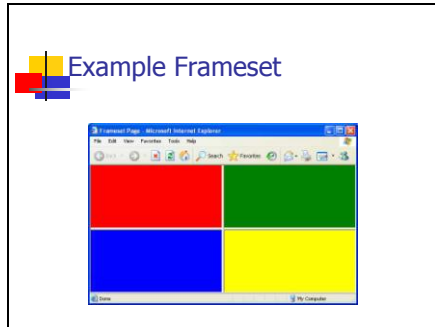 Example Frameset
Frameset Page - Microsoft Internet Explorer
File Edit View Favorites Tools Help
Search Favorites
Done My Computer